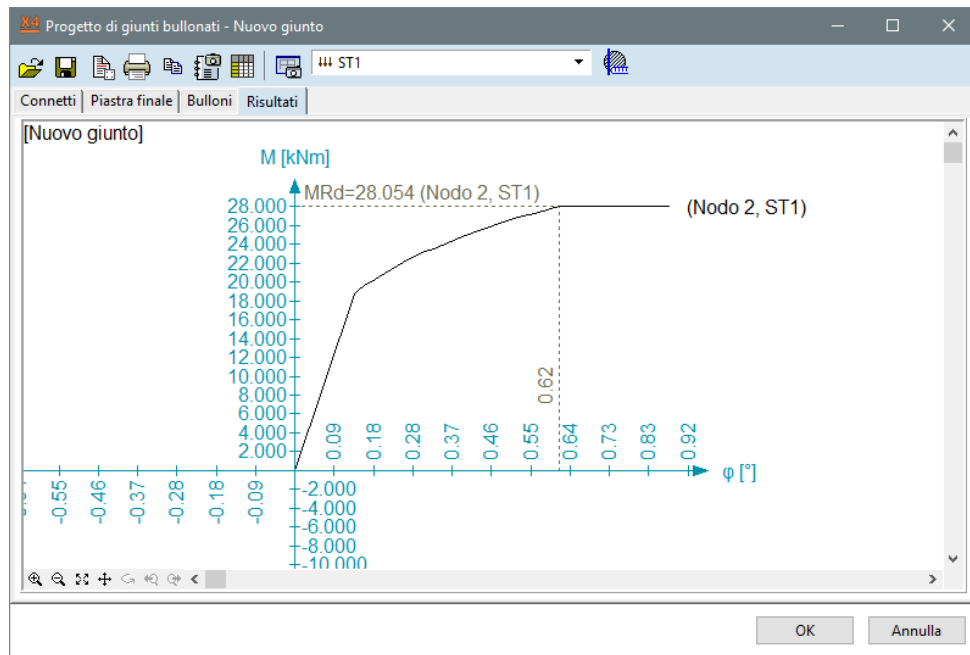 X4 Progetto di giunti bullonati - Nuovo giunto
ST1
Connetti Piastra finale Bulloni Risultati
[Nuovo giunto]
M [kNm]
MRd=28.054 (Nodo 2, ST1)
28.000
(Nodo 2, ST1)
26.000
24.000
22.000
20.000
18.000
16.000
14.000
12.000
10.000
8.000
6.000
4.000
2.000
0.62
0.09 0.18 0.28 0.37 0.46 0.55 0.64 0.73 0.83 0.92
φ [°]
-0.55 -0.46 -0.37 -0.28 -0.18 -0.09
-2.000
-4.000
-6.000
-8.000
-10.000
OK Annulla